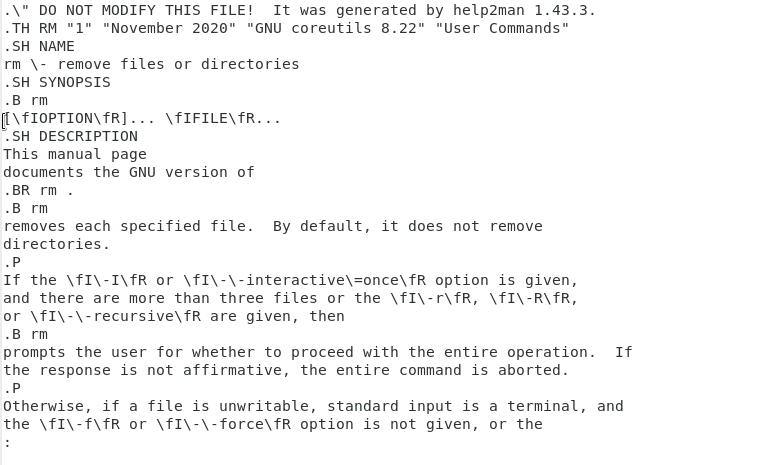 .\" DO NOT MODIFY THIS FILE!  It was generated by help2man 1.43.3.
.TH RM "1" "November 2020" "GNU coreutils 8.22" "User Commands"
.SH NAME
rm \- remove files or directories
.SH SYNOPSIS
.B rm
[\fIOPTION\fR]... \fIFILE\fR...
.SH DESCRIPTION
This manual page
documents the GNU version of
.BR rm .
.B rm
removes each specified file.  By default, it does not remove
directories.
.P
If the \fI\-I\fR or \fI\-\-interactive\=once\fR option is given,
and there are more than three files or the \fI\-r\fR, \fI\-R\fR,
or \fI\-\-recursive\fR are given, then
.B rm
prompts the user for whether to proceed with the entire operation.  If
the response is not affirmative, the entire command is aborted.
.P
Otherwise, if a file is unwritable, standard input is a terminal, and
the \fI\-f\fR or \fI\-\-force\fR option is not given, or the
: